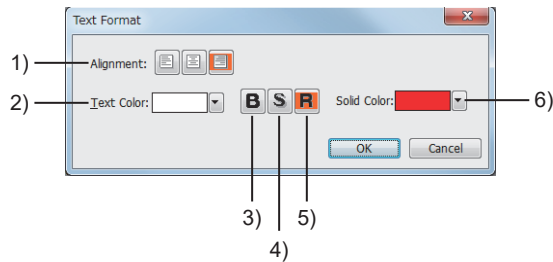 Text Format
x
1) Alignment:
2) Text Color: B S R Solid Color: 6)
OK Cancel
3) 5)
4)